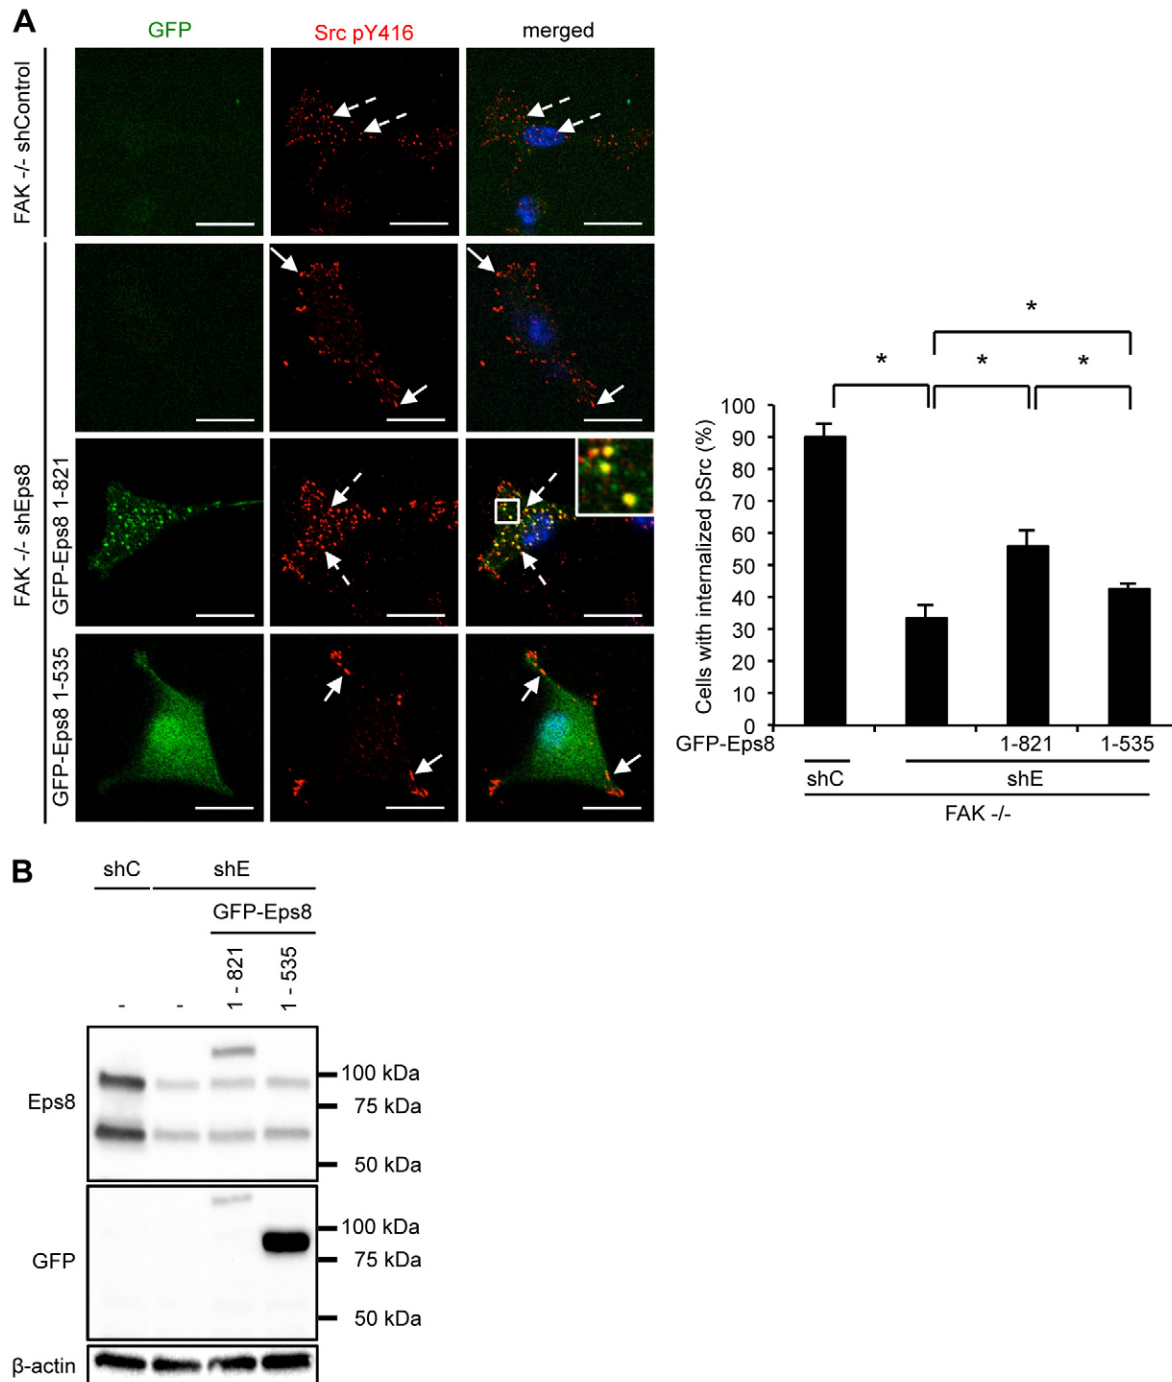 A
GFP
Src pY416
merged
FAK -/- shControl
FAK -/- shEps8
GFP-Eps8 1-821
GFP-Eps8 1-535
*
* * *
Cells with internalized pSrc (%)
100
90
80
70
60
50
40
30
20
10
0
GFP-Eps8 1-821 1-535
shC shE
FAK -/-
B
shC shE
GFP-Eps8
- - 1 - 821 1 - 535
Eps8
100 kDa
75 kDa
50 kDa
GFP
100 kDa
75 kDa
50 kDa
β-actin